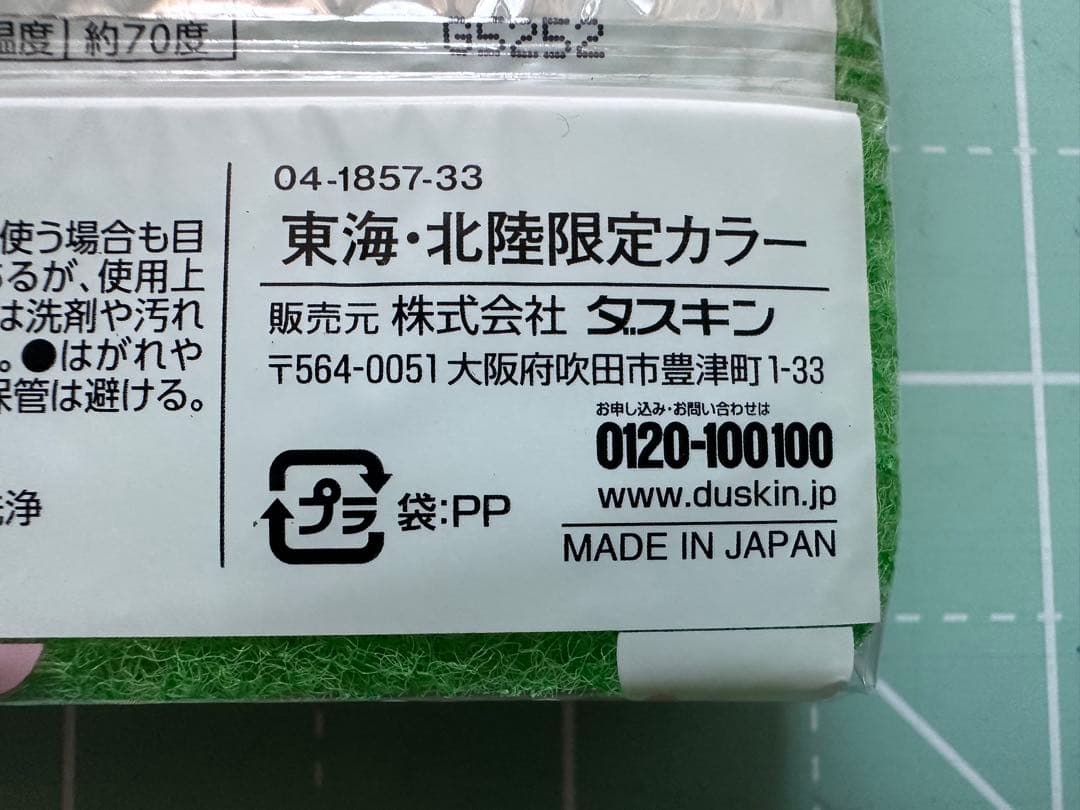 温度 約70度
G5252
04-1857-33
東海・北陸限定カラー
使う場合も目
あるが、使用上
は洗剤や汚れ
。●はがれや
保管は避ける。
洗浄
販売元 株式会社 ダスキン
〒564-0051 大阪府吹田市豊津町1-33
お申し込み・お問い合わせは
0120-100100
www.duskin.jp
プラ 袋:PP
MADE IN JAPAN